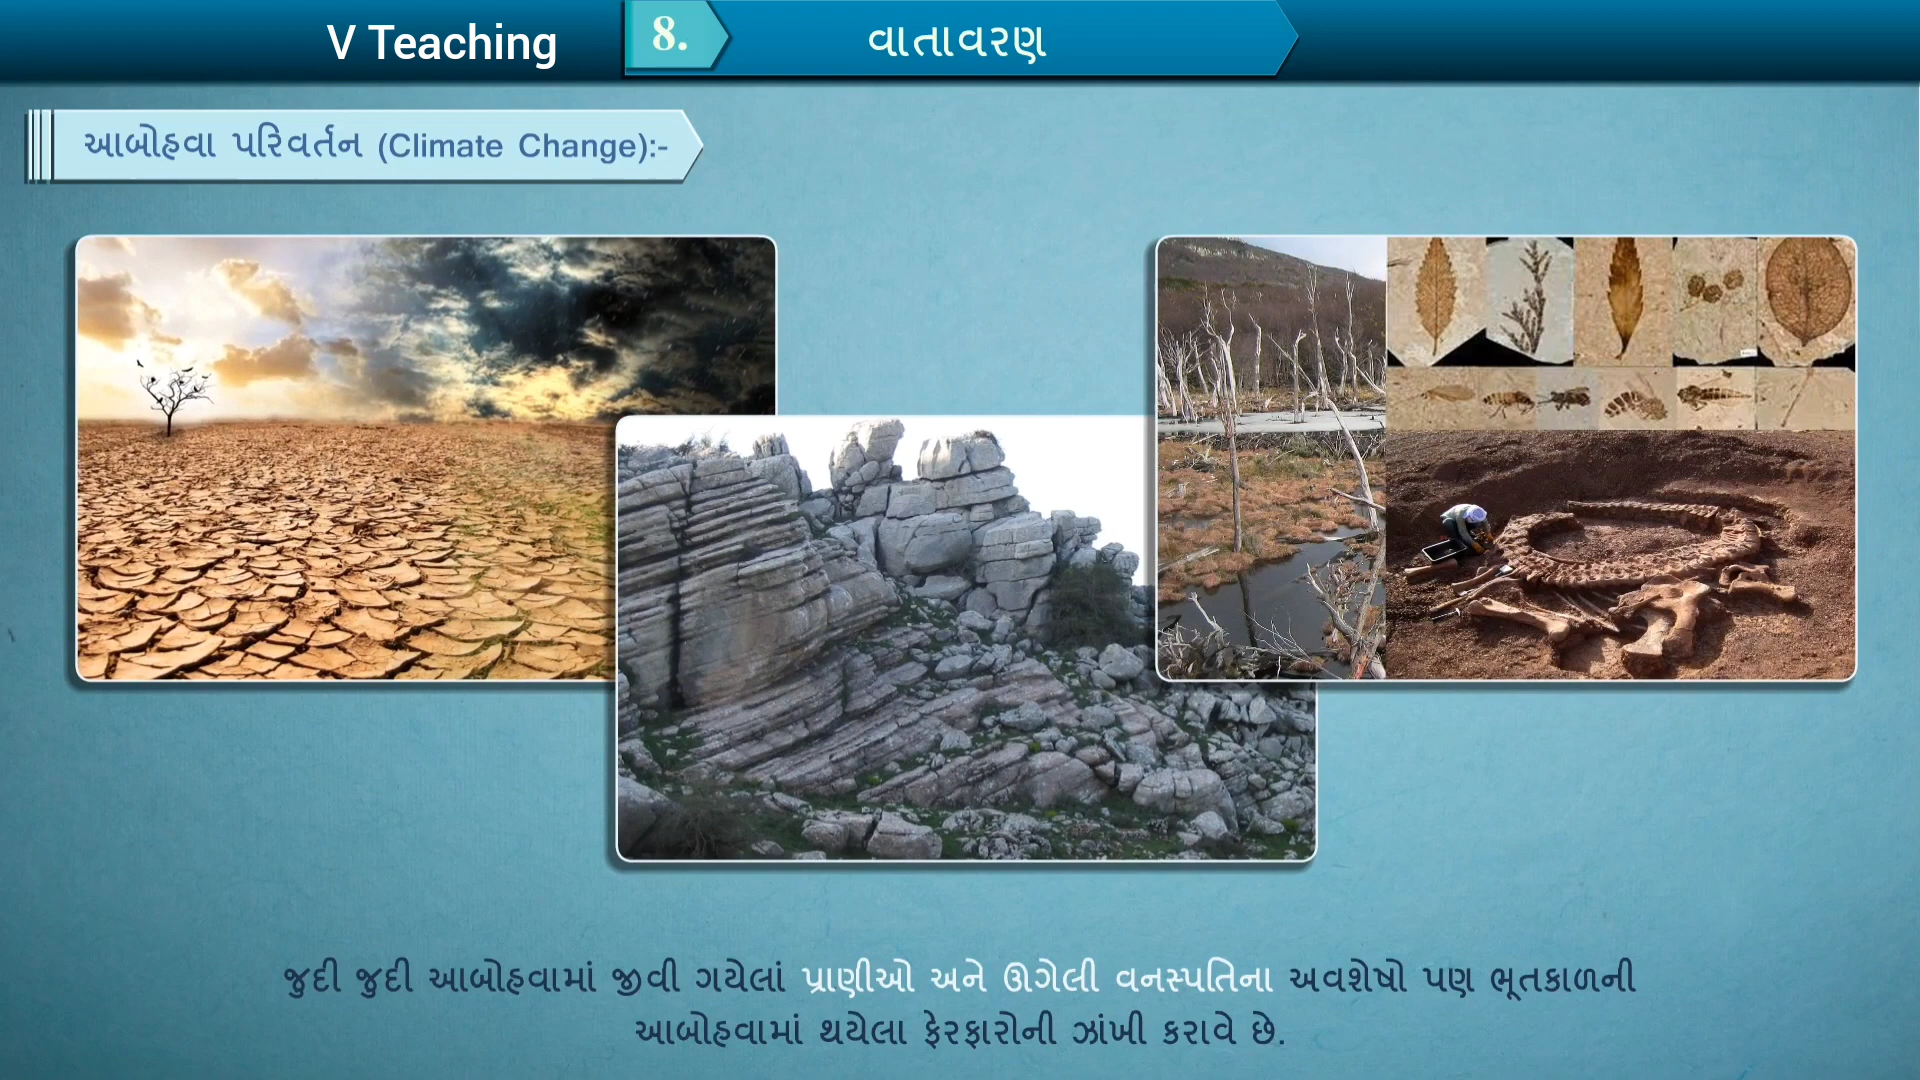 V Teaching
8.
વાતાવરણ
આબોહવા પરિવર્તન (Climate Change):-
જુદી જુદી આબોહવામાં જીવી ગયેલાં પ્રાણીઓ અને ઊગેલી વનસ્પતિના અવશેષો પણ ભૂતકાળની
આબોહવામાં થયેલા ફેરફારોની ઝાંખી કરાવે છે.